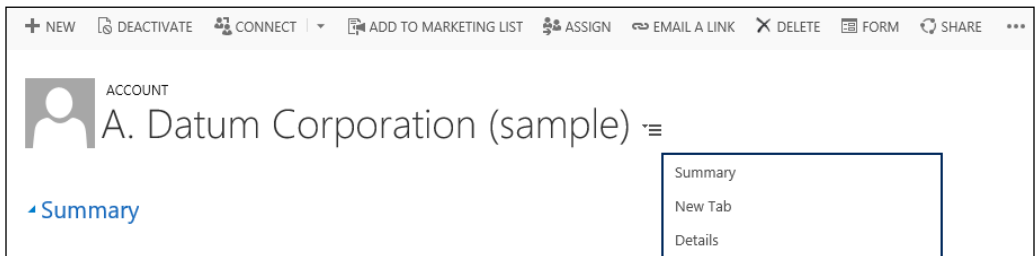 NEW DEACTIVATE CONNECT ADD TO MARKETING LIST ASSIGN EMAIL A LINK DELETE FORM SHARE
ACCOUNT
A. Datum Corporation (sample)
Summary
Summary
New Tab
Details